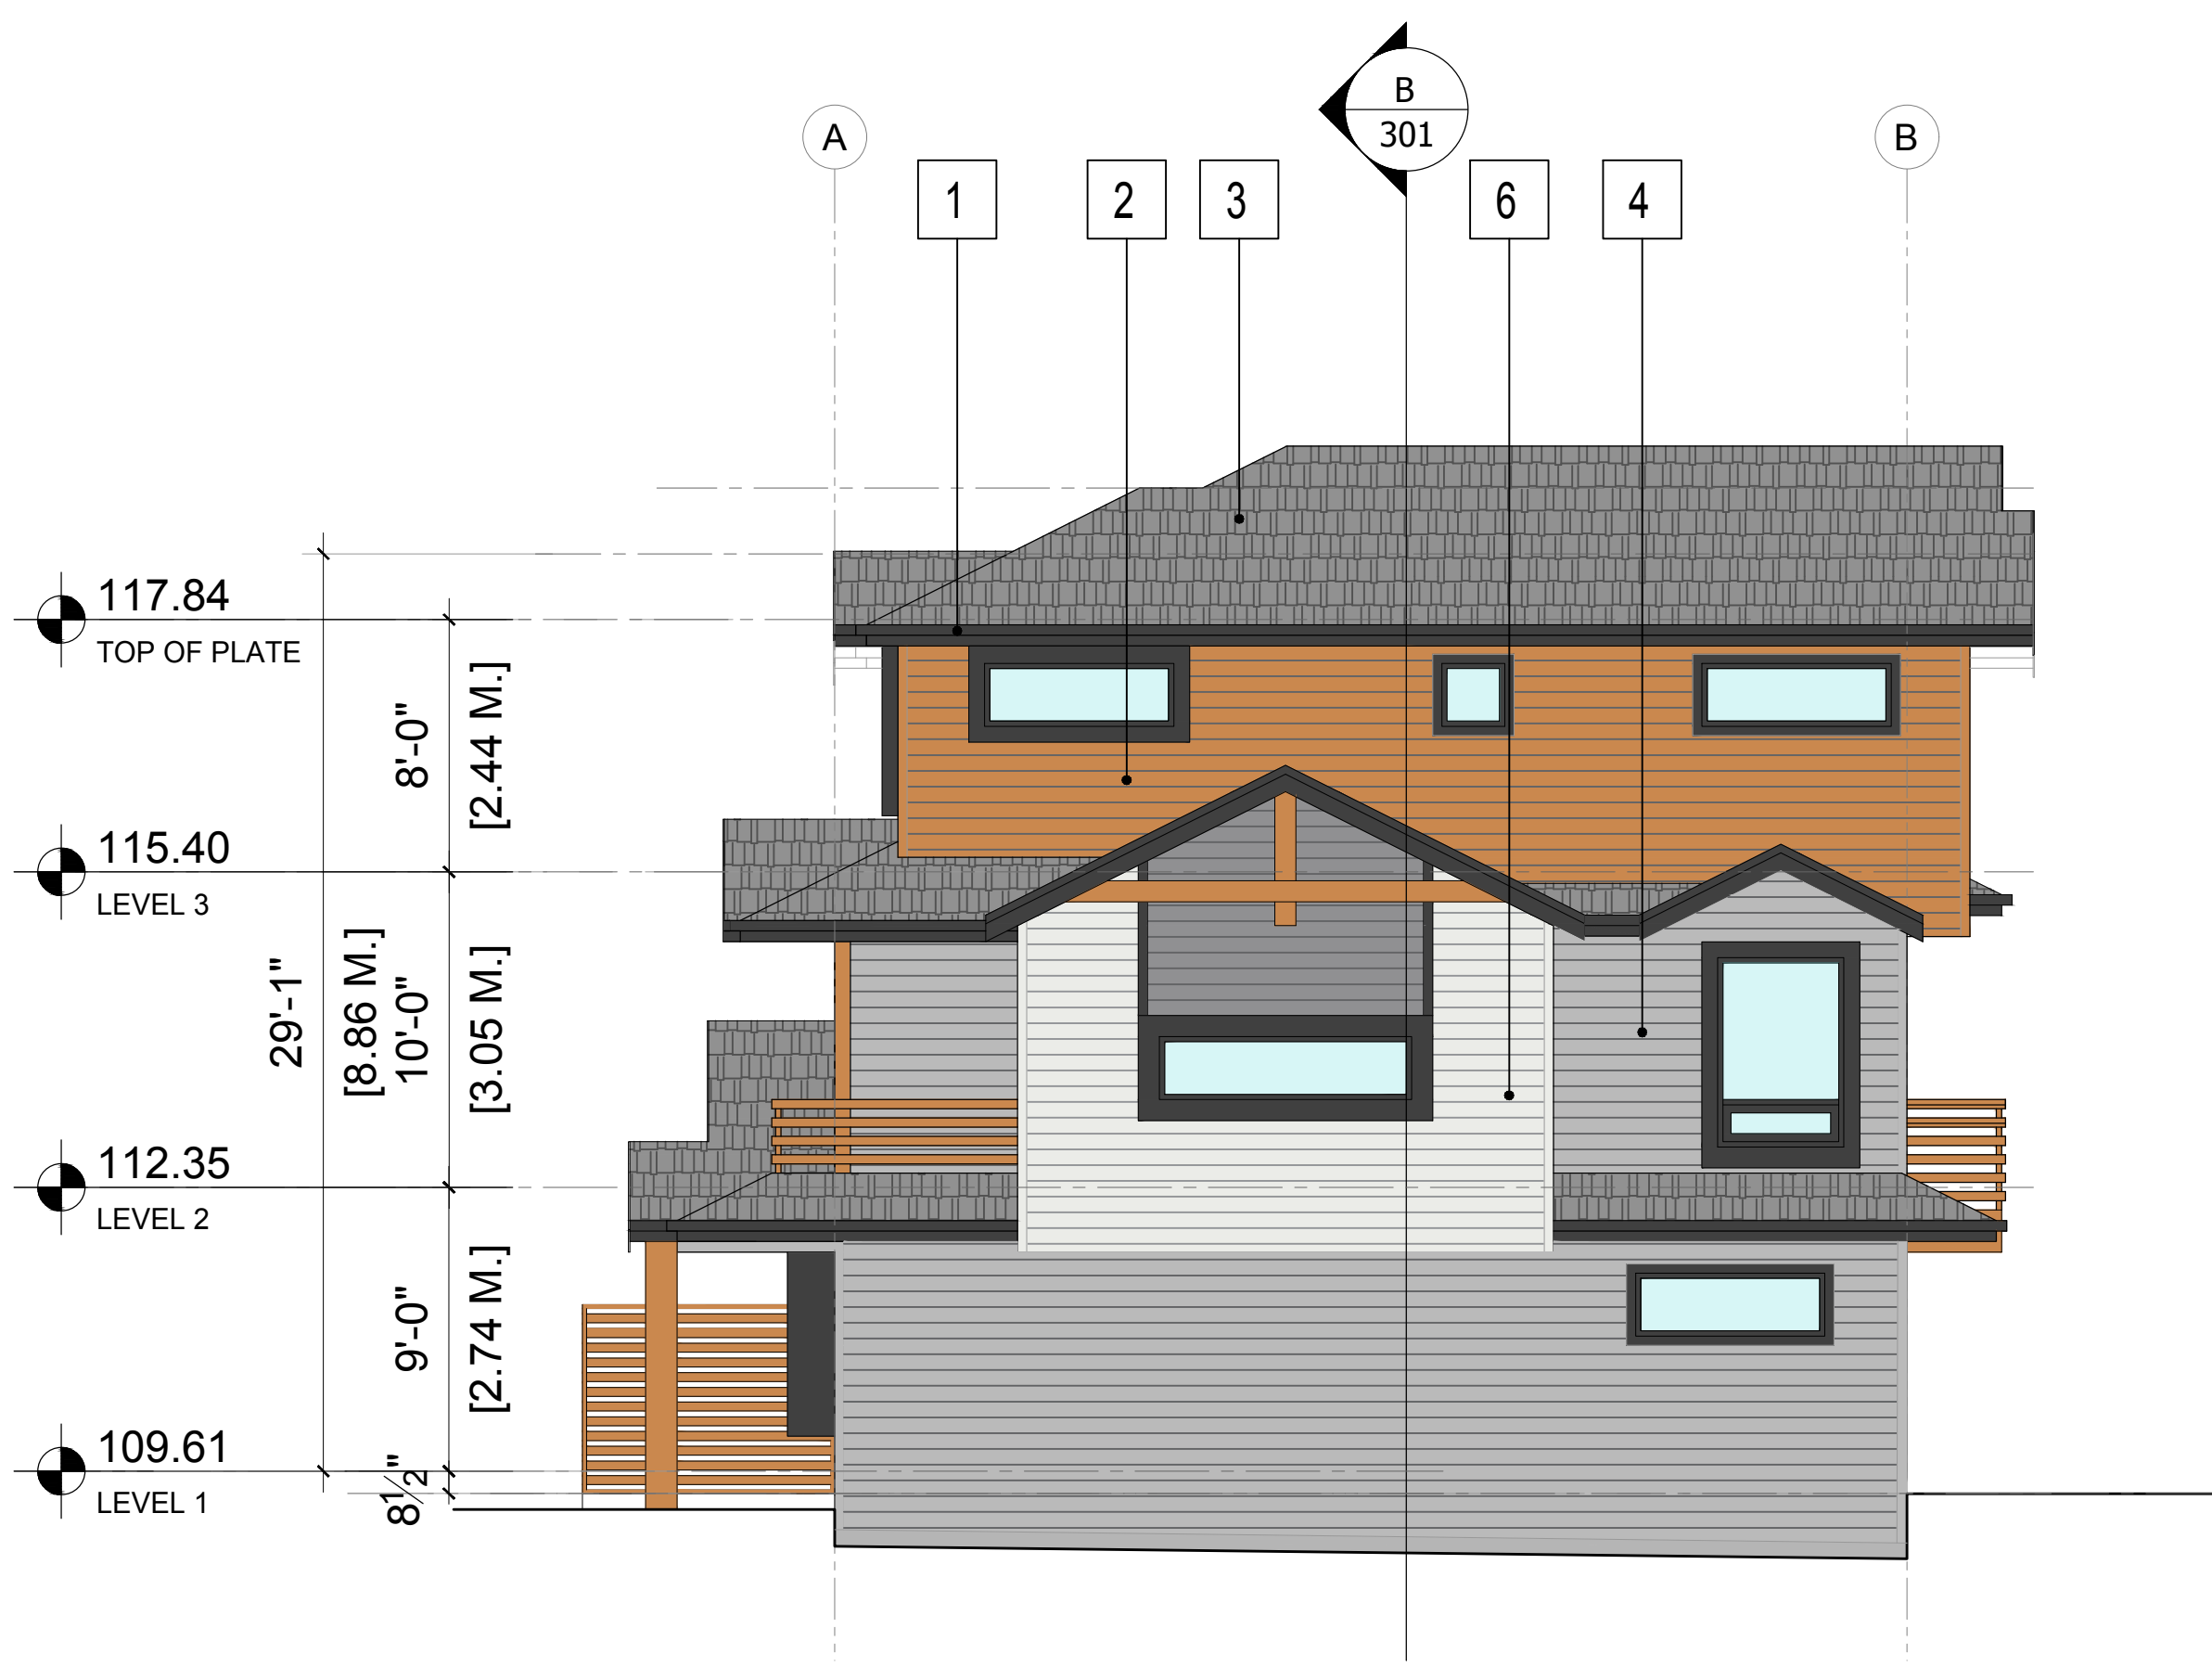 B
301
A
B
1
2
3
6
4
117.84
TOP OF PLATE
8'-0"
[2.44 M.]
115.40
LEVEL 3
29'-1"
[8.86 M.]
10'-0"
[3.05 M.]
112.35
LEVEL 2
9'-0"
[2.74 M.]
109.61
LEVEL 1
8½"